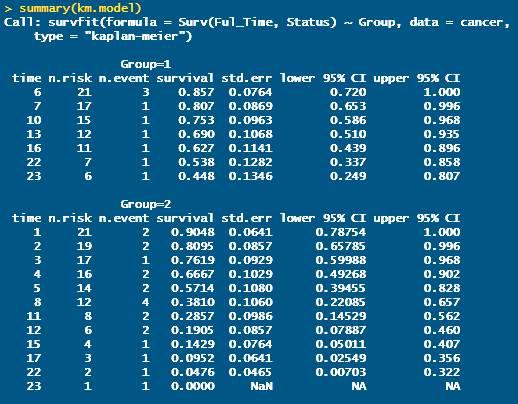 > summary(km.model)
Call: survfit(formula = Surv(Ful_Time, Status) ~ Group, data = cancer,
    type = "kaplan-meier")
                Group=1
 time n.risk n.event survival std.err lower 95% CI upper 95% CI
    6     21       3    0.857  0.0764        0.720        1.000
    7     17       1    0.807  0.0869        0.653        0.996
   10     15       1    0.753  0.0963        0.586        0.968
   13     12       1    0.690  0.1068        0.510        0.935
   16     11       1    0.627  0.1141        0.439        0.896
   22      7       1    0.538  0.1282        0.337        0.858
   23      6       1    0.448  0.1346        0.249        0.807
                Group=2
 time n.risk n.event survival std.err lower 95% CI upper 95% CI
    1     21       2   0.9048  0.0641      0.78754        1.000
    2     19       2   0.8095  0.0857      0.65785        0.996
    3     17       1   0.7619  0.0929      0.59988        0.968
    4     16       2   0.6667  0.1029      0.49268        0.902
    5     14       2   0.5714  0.1080      0.39455        0.828
    8     12       4   0.3810  0.1060      0.22085        0.657
   11      8       2   0.2857  0.0986      0.14529        0.562
   12      6       2   0.1905  0.0857      0.07887        0.460
   15      4       1   0.1429  0.0764      0.05011        0.407
   17      3       1   0.0952  0.0641      0.02549        0.356
   22      2       1   0.0476  0.0465      0.00703        0.322
   23      1       1   0.0000     NaN           NA           NA